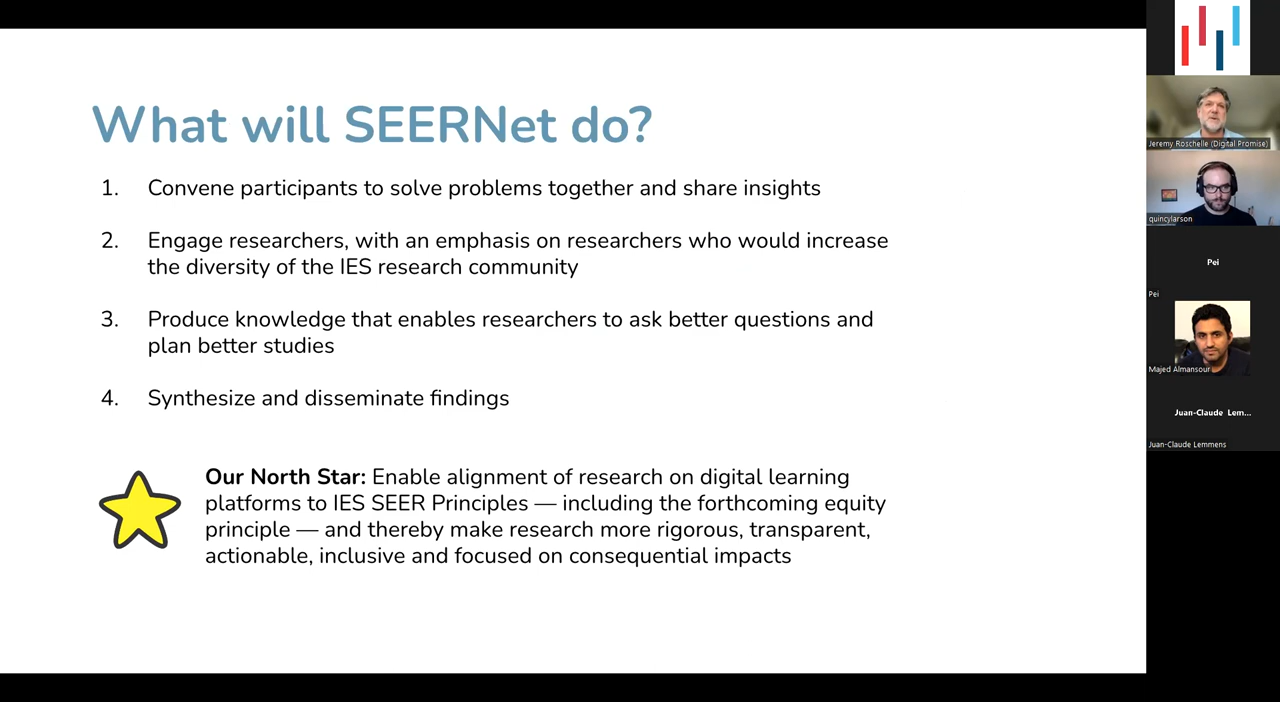 What will SEERNet do?
1. Convene participants to solve problems together and share insights
2. Engage researchers, with an emphasis on researchers who would increase
the diversity of the IES research community
3. Produce knowledge that enables researchers to ask better questions and
plan better studies
4. Synthesize and disseminate findings
Our North Star: Enable alignment of research on digital learning
platforms to IES SEER Principles — including the forthcoming equity
principle — and thereby make research more rigorous, transparent,
actionable, inclusive and focused on consequential impacts
Jeremy Roschelle (Digital Promise)
quincylarson
Pei
Pei
Majed Almansour
Juan-Claude Lem...
Juan-Claude Lemmens